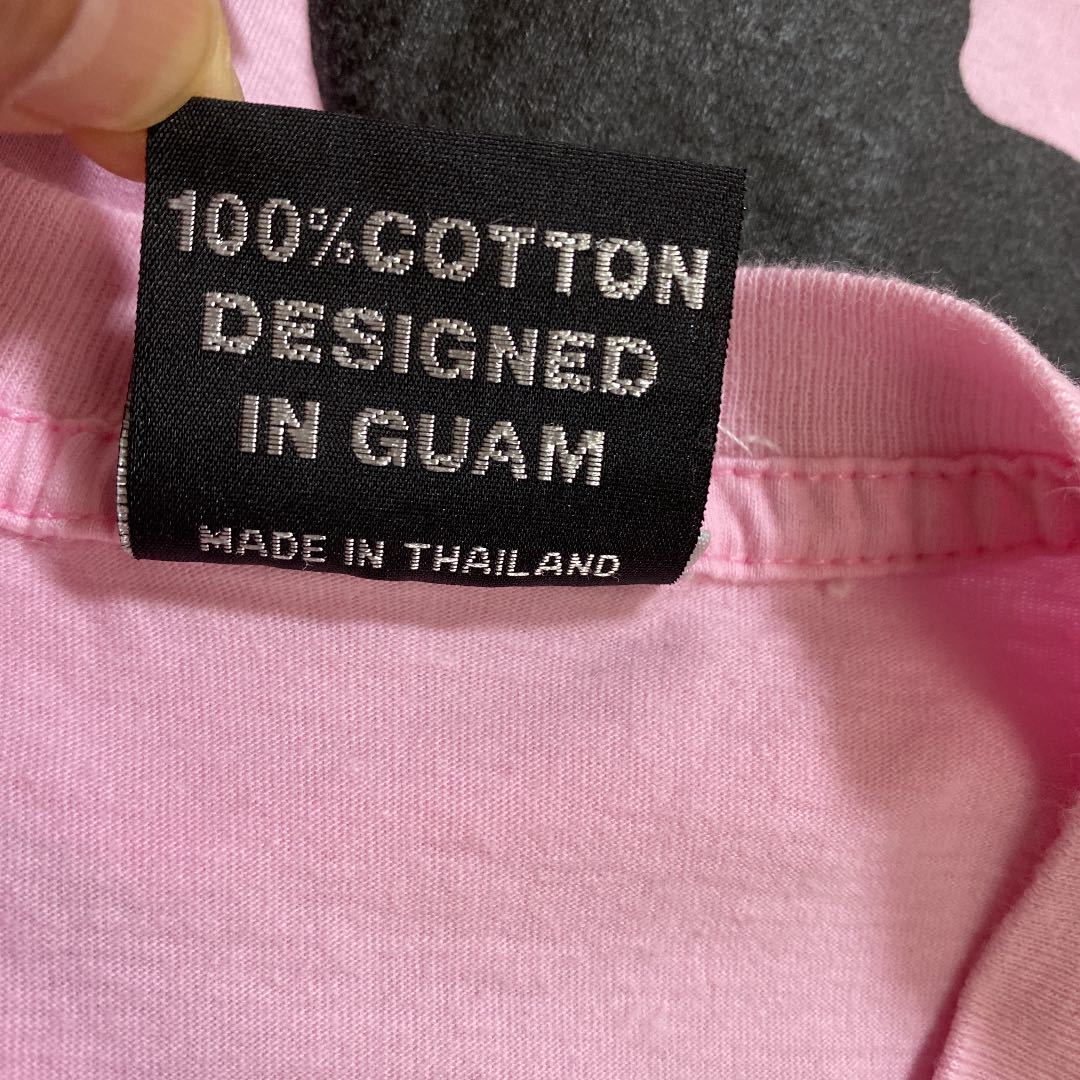 100%COTTON
DESIGNED
IN GUAM
MADE IN THAILAND